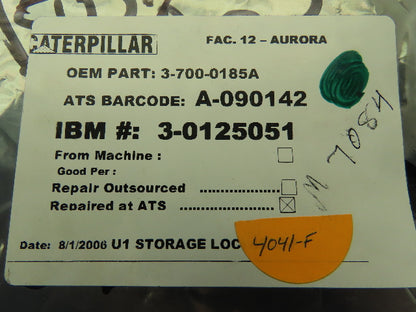 CATERPILLAR
FAC. 12 – AURORA
OEM PART: 3-700-0185A
ATS BARCODE: A-090142
IBM #: 3-0125051
From Machine :
Good Per :
Repair Outsourced ....................
Repaired at ATS ........................
Date: 8/1/2006 U1 STORAGE LOC
4041-F
7084